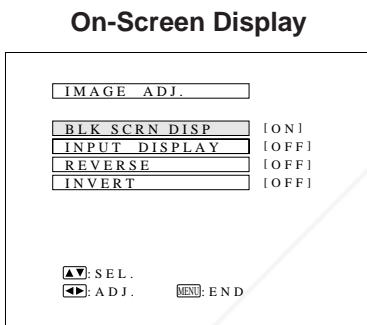 On-Screen Display
IMAGE ADJ.
BLK SCRN DISP [ON]
INPUT DISPLAY [OFF]
REVERSE [OFF]
INVERT [OFF]
▲▼:SEL.
◀▶:ADJ. MENU:END